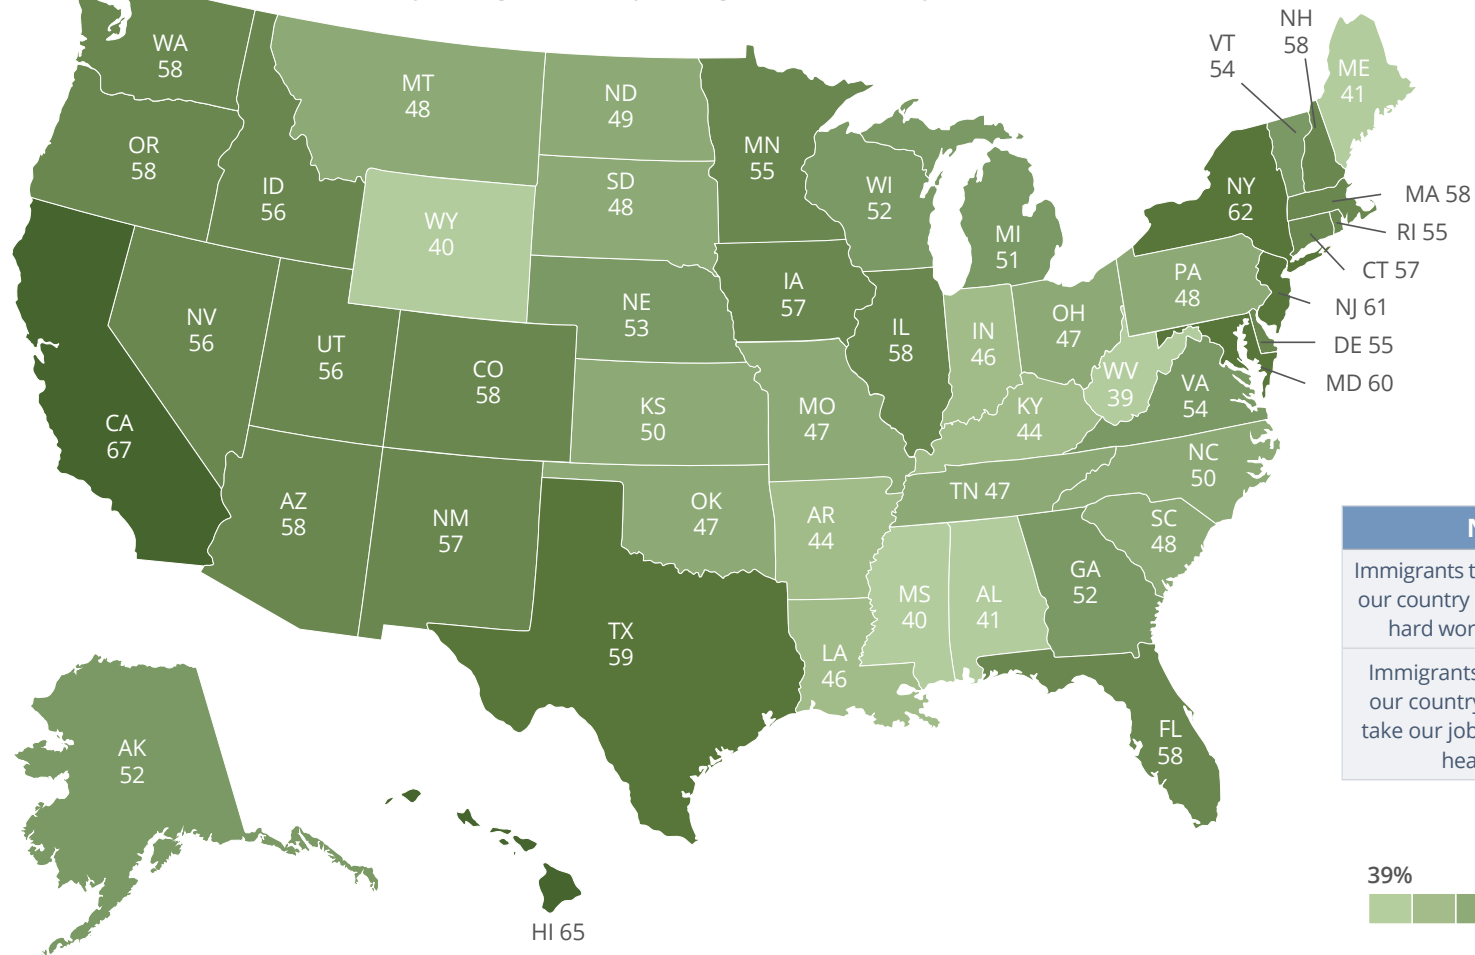 WA
58
OR
58
CA
67
NV
56
ID
56
MT
48
WY
40
UT
56
CO
58
AZ
58
NM
57
ND
49
SD
48
NE
53
KS
50
OK
47
TX
59
MN
55
IA
57
MO
47
AR
44
LA
46
WI
52
IL
58
MI
51
IN
46
OH
47
KY
44
TN 47
MS
40
AL
41
GA
52
FL
58
SC
48
NC
50
VA
54
WV
39
PA
48
NY
62
VT
54
NH
58
ME
41
MA 58
RI 55
CT 57
NJ 61
DE 55
MD 60
AK
52
HI 65
Immigrants
our country
hard
Immigrants
our country
take our
39%